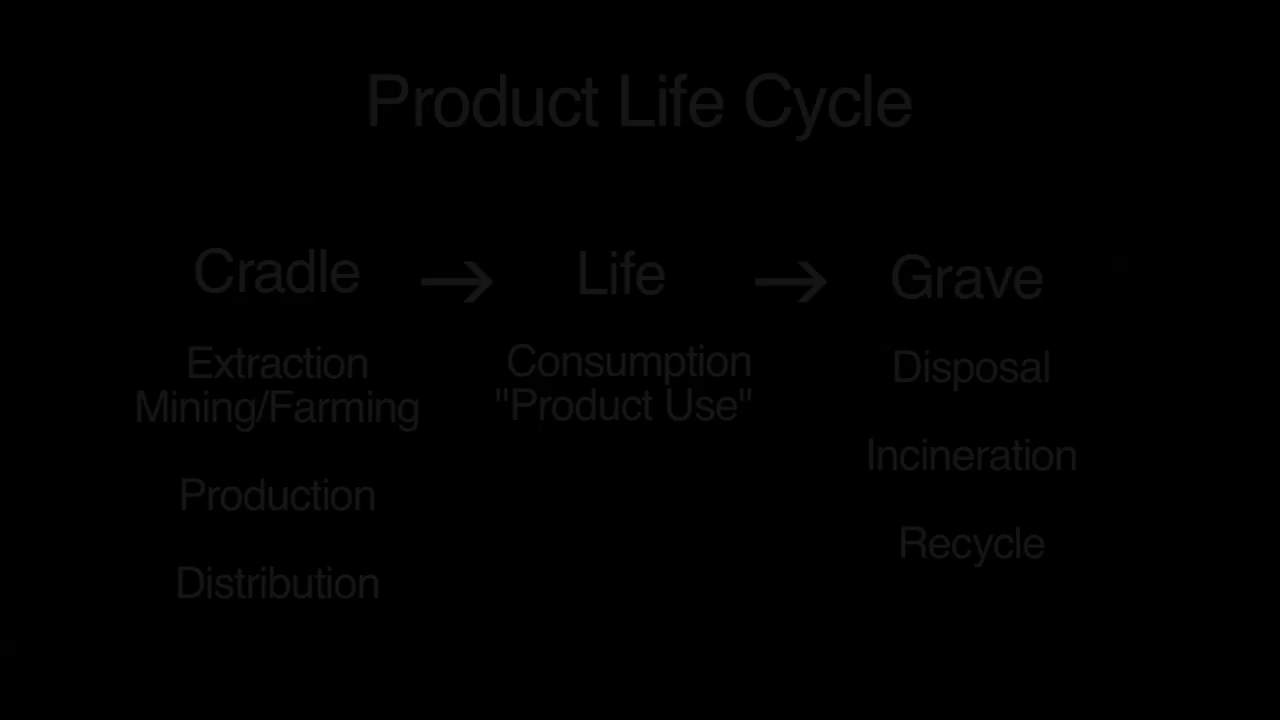 Product Life Cycle
Cradle → Life → Grave
Extraction
Mining/Farming
Production
Distribution
Consumption
"Product Use"
Disposal
Incineration
Recycle